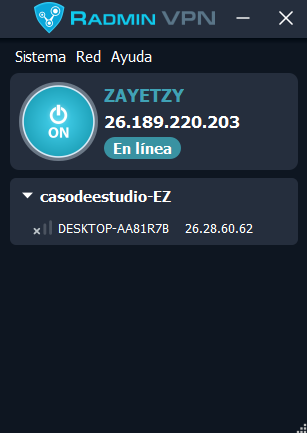 RADMIN VPN
Sistema Red Ayuda
ZAYETZY
ON
26.189.220.203
En línea
casodeestudio-EZ
DESKTOP-AA81R7B 26.28.60.62